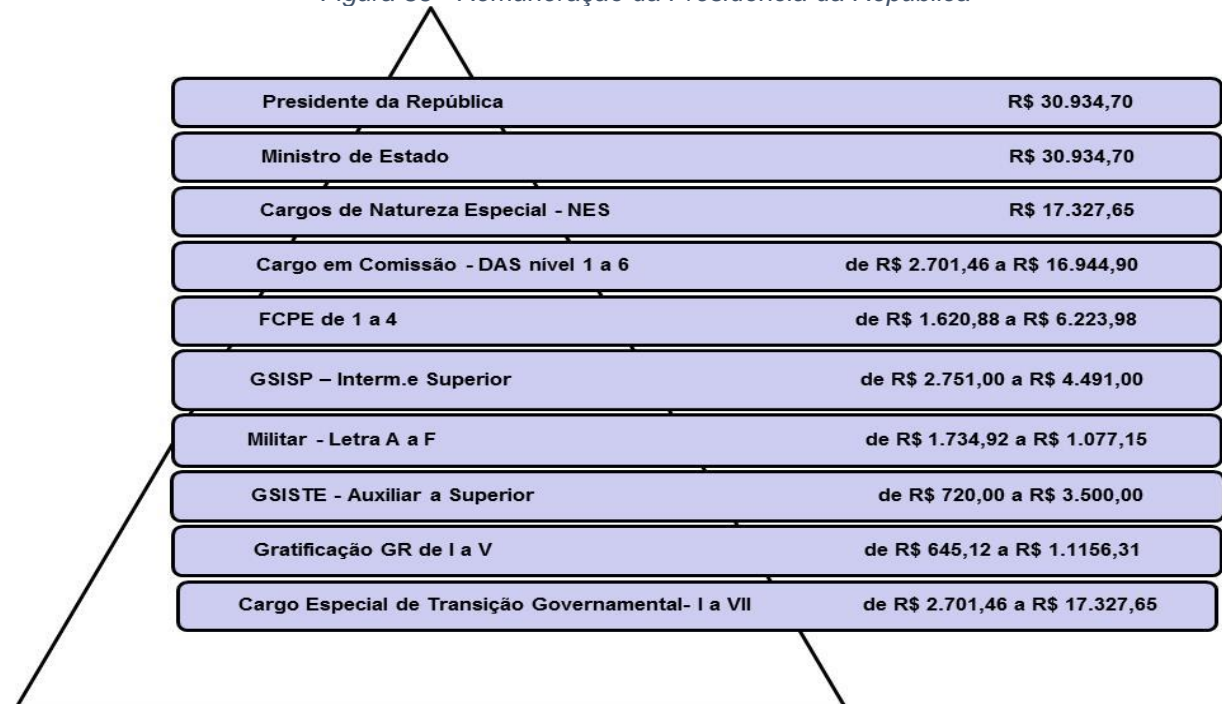 Presidente da República R$ 30.934,70
Ministro de Estado R$ 30.934,70
Cargos de Natureza Especial - NES R$ 17.327,65
Cargo em Comissão - DAS nível 1 a 6 de R$ 2.701,46 a R$ 16.944,90
FCPE de 1 a 4 de R$ 1.620,88 a R$ 6.223,98
GSISP – Interm.e Superior de R$ 2.751,00 a R$ 4.491,00
Militar - Letra A a F de R$ 1.734,92 a R$ 1.077,15
GSISTE - Auxiliar a Superior de R$ 720,00 a R$ 3.500,00
Gratificação GR de I a V de R$ 645,12 a R$ 1.1156,31
Cargo Especial de Transição Governamental- I a VII de R$ 2.701,46 a R$ 17.327,65